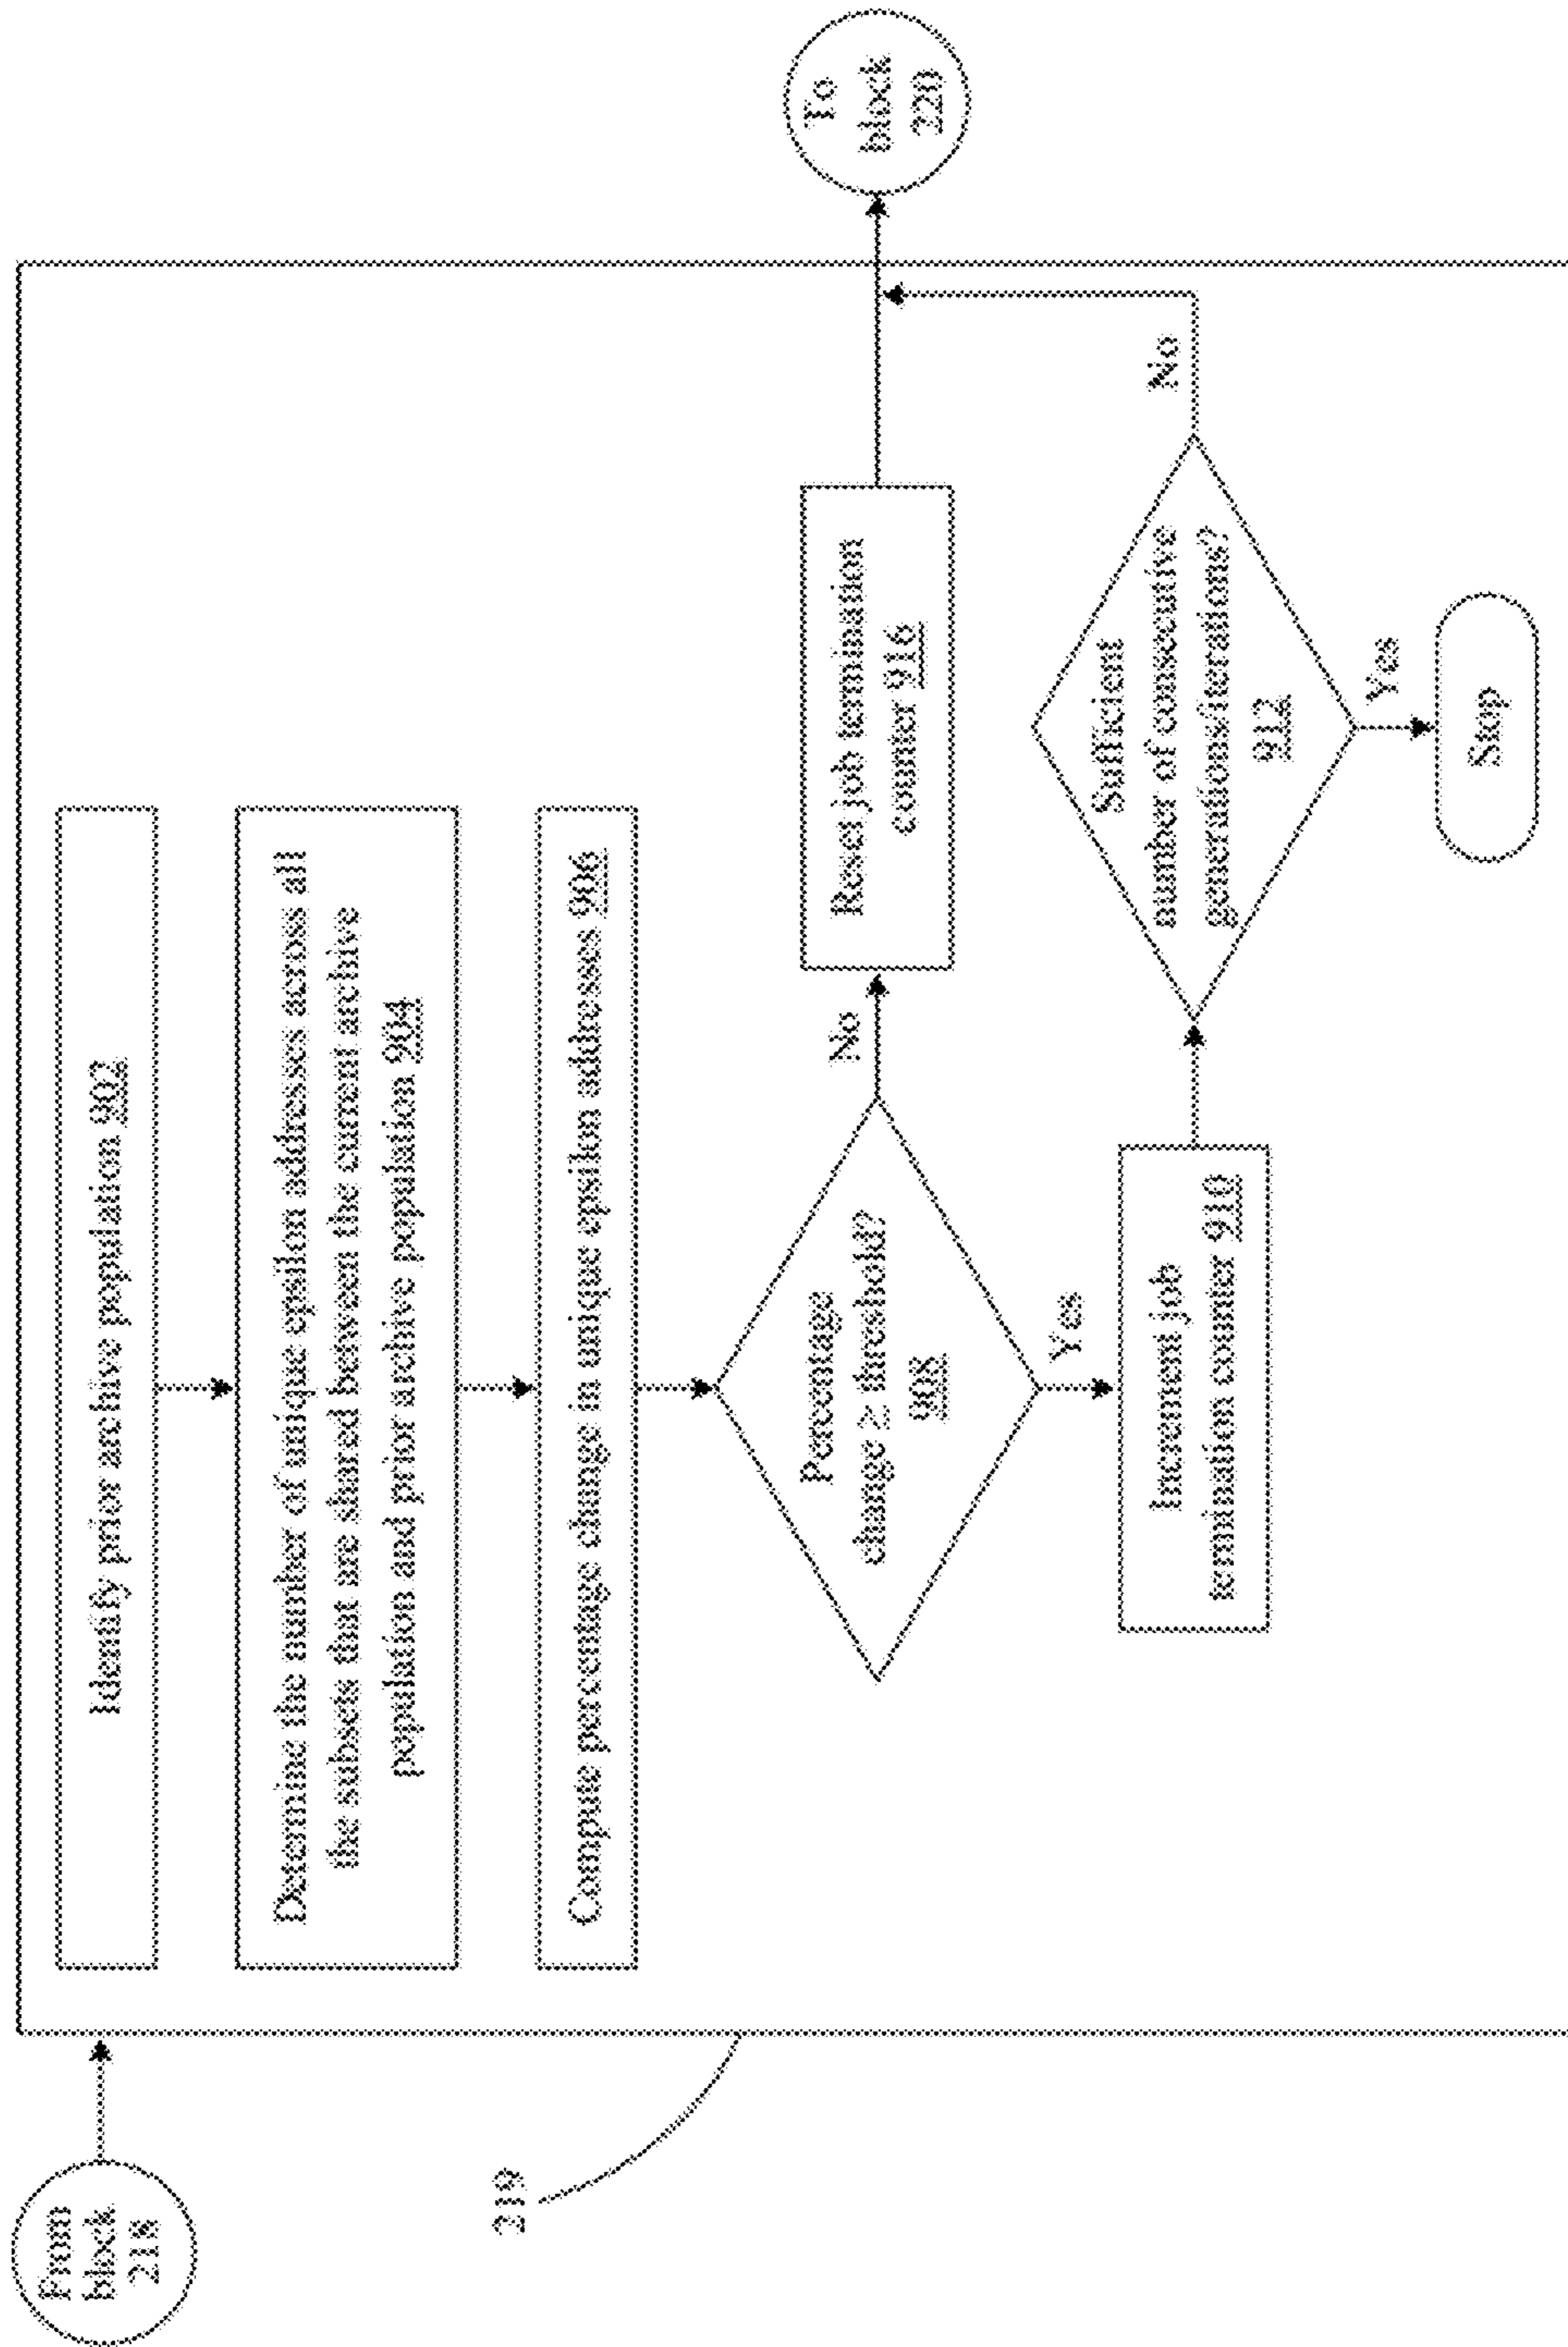 From
block
218
219
Identify prior archive population 902
Determine the number of unique epsilon addresses across all
the subsets that are shared between the current archive
population and prior archive population 904
Compute percentage change in unique epsilon addresses 906
Percentage
change ≥ threshold?
908
No
Yes
Reset job termination
counter 916
To
block
220
Increment job
termination counter 910
Sufficient
number of consecutive
generations/iterations?
912
No
Yes
Stop